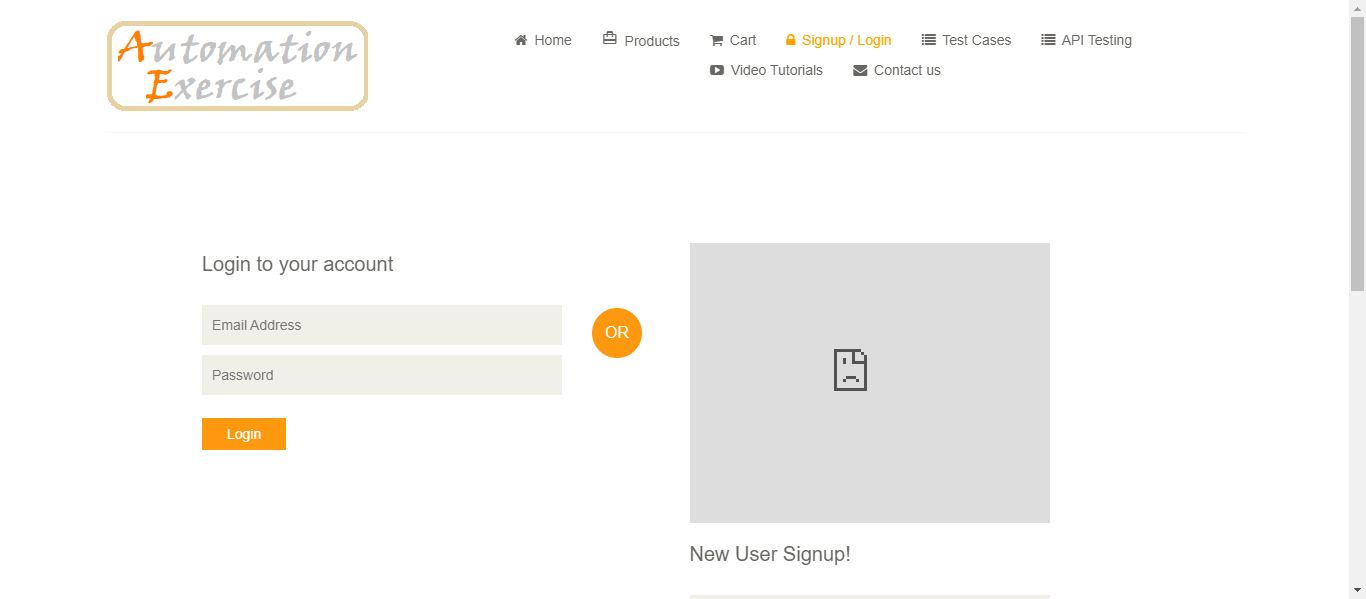 Automation
Exercise
Home
Products
Cart
Signup / Login
Test Cases
API Testing
Video Tutorials
Contact us
Login to your account
Email Address
Password
Login
OR
New User Signup!